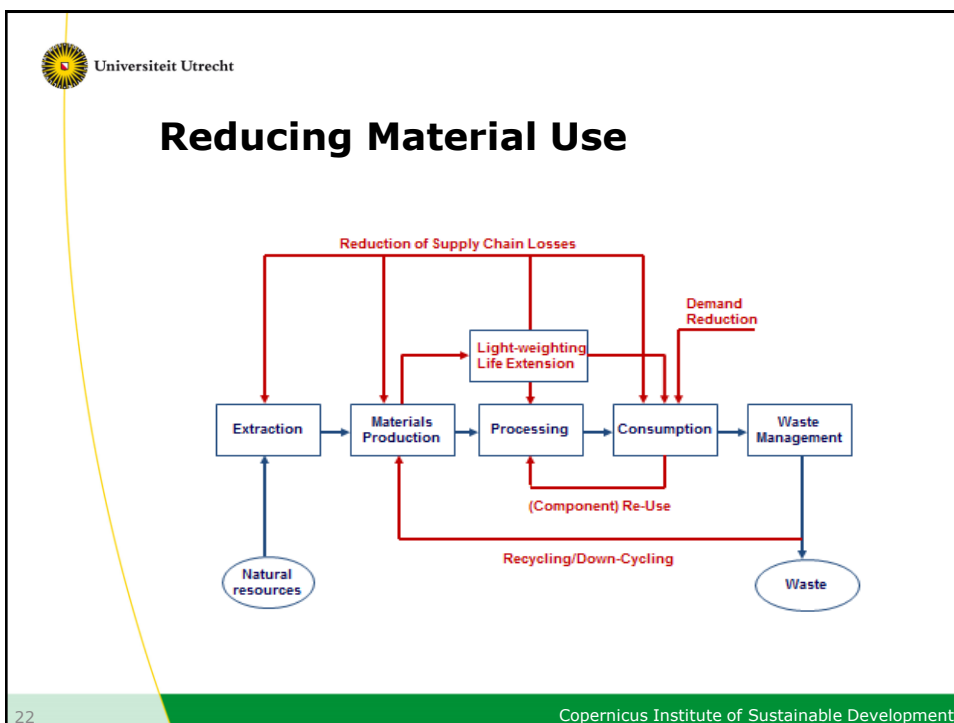 Universiteit Utrecht
Reducing Material Use
Reduction of Supply Chain Losses
Demand
Reduction
Light-weighting
Life Extension
Extraction
Materials
Production
Processing
Consumption
Waste
Management
(Component) Re-Use
Recycling/Down-Cycling
Natural
resources
Waste
22
Copernicus Institute of Sustainable Development